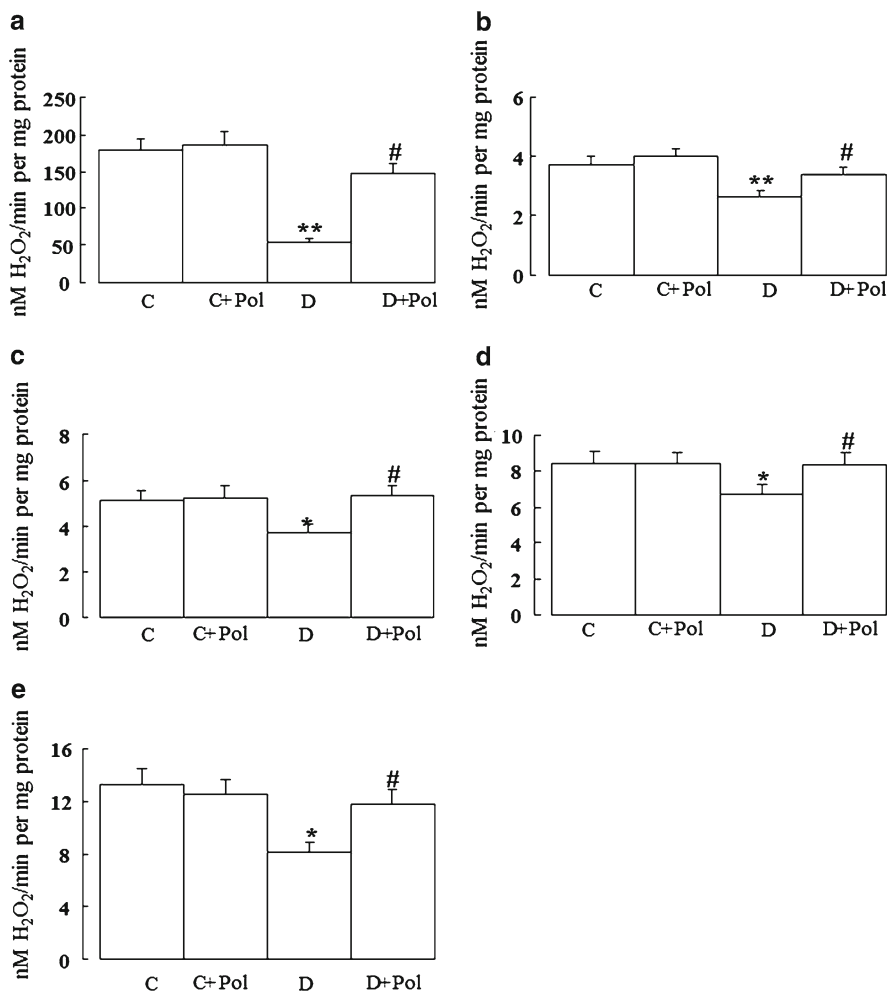 a
nM H₂O₂/min per mg protein
250
200
150
100
50
0
**
#
C C+Pol D D+Pol
b
nM H₂O₂/min per mg protein
6
4
2
0
**
#
C C+Pol D D+Pol
c
nM H₂O₂/min per mg protein
8
6
4
2
0
*
#
C C+Pol D D+Pol
d
nM H₂O₂/min per mg protein
10
8
6
4
2
0
*
#
C C+Pol D D+Pol
e
nM H₂O₂/min per mg protein
16
12
8
4
0
*
#
C C+Pol D D+Pol